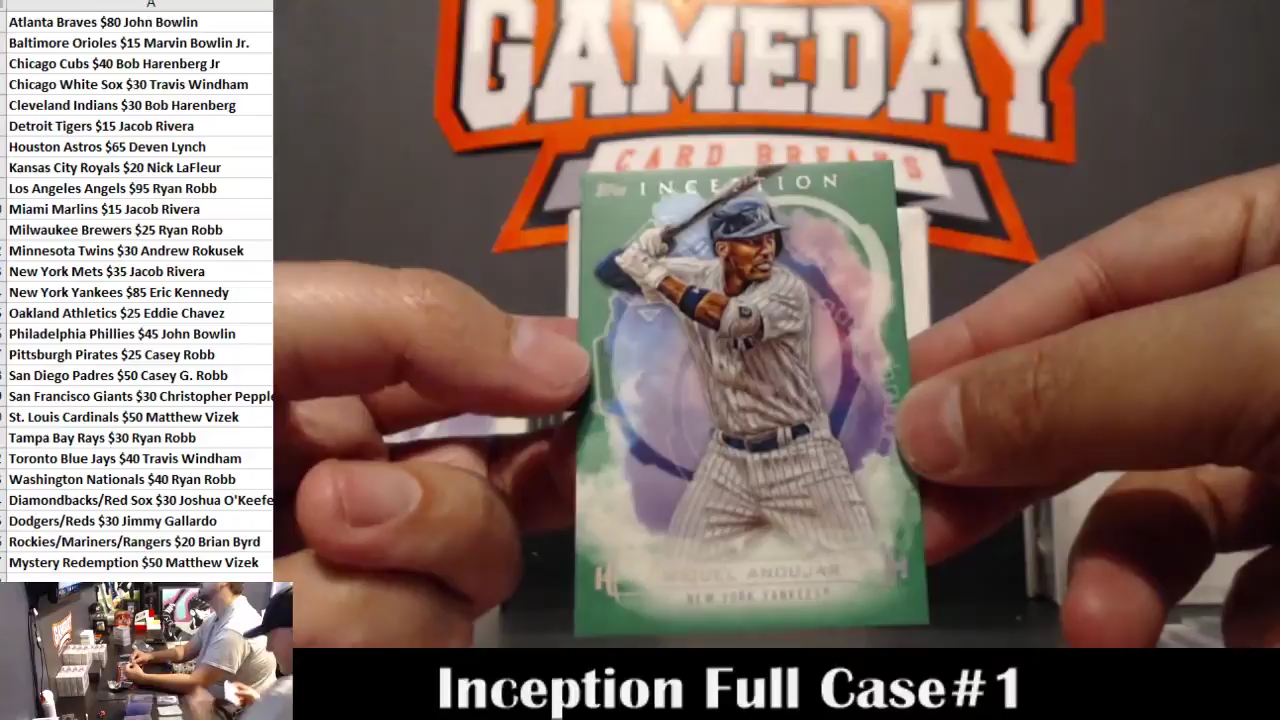 A
Atlanta Braves $80 John Bowlin
Baltimore Orioles $15 Marvin Bowlin Jr.
Chicago Cubs $40 Bob Harenberg Jr
Chicago White Sox $30 Travis Windham
Cleveland Indians $30 Bob Harenberg
Detroit Tigers $15 Jacob Rivera
Houston Astros $65 Deven Lynch
Kansas City Royals $20 Nick LaFleur
Los Angeles Angels $95 Ryan Robb
Miami Marlins $15 Jacob Rivera
Milwaukee Brewers $25 Ryan Robb
Minnesota Twins $30 Andrew Rokusek
New York Mets $35 Jacob Rivera
New York Yankees $85 Eric Kennedy
Oakland Athletics $25 Eddie Chavez
Philadelphia Phillies $45 John Bowlin
Pittsburgh Pirates $25 Casey Robb
San Diego Padres $50 Casey G. Robb
San Francisco Giants $30 Christopher Pepple
St. Louis Cardinals $50 Matthew Vizek
Tampa Bay Rays $30 Ryan Robb
Toronto Blue Jays $40 Travis Windham
Washington Nationals $40 Ryan Robb
Diamondbacks/Red Sox $30 Joshua O'Keefe
Dodgers/Reds $30 Jimmy Gallardo
Rockies/Mariners/Rangers $20 Brian Byrd
Mystery Redemption $50 Matthew Vizek
GAMEDAY
CARD BREAKS
Topps INCEPTION
MIGUEL ANDUJAR
NEW YORK YANKEES
Inception Full Case#1